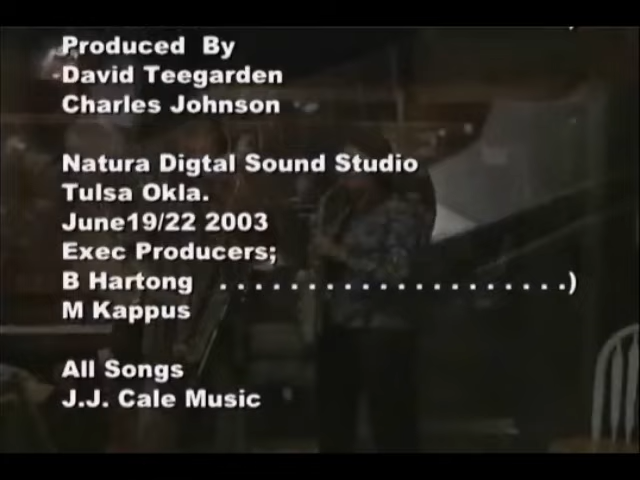 Produced By
David Teegarden
Charles Johnson
Natura Digtal Sound Studio
Tulsa Okla.
June19/22 2003
Exec Producers;
B Hartong .....................)
M Kappus
All Songs
J.J. Cale Music